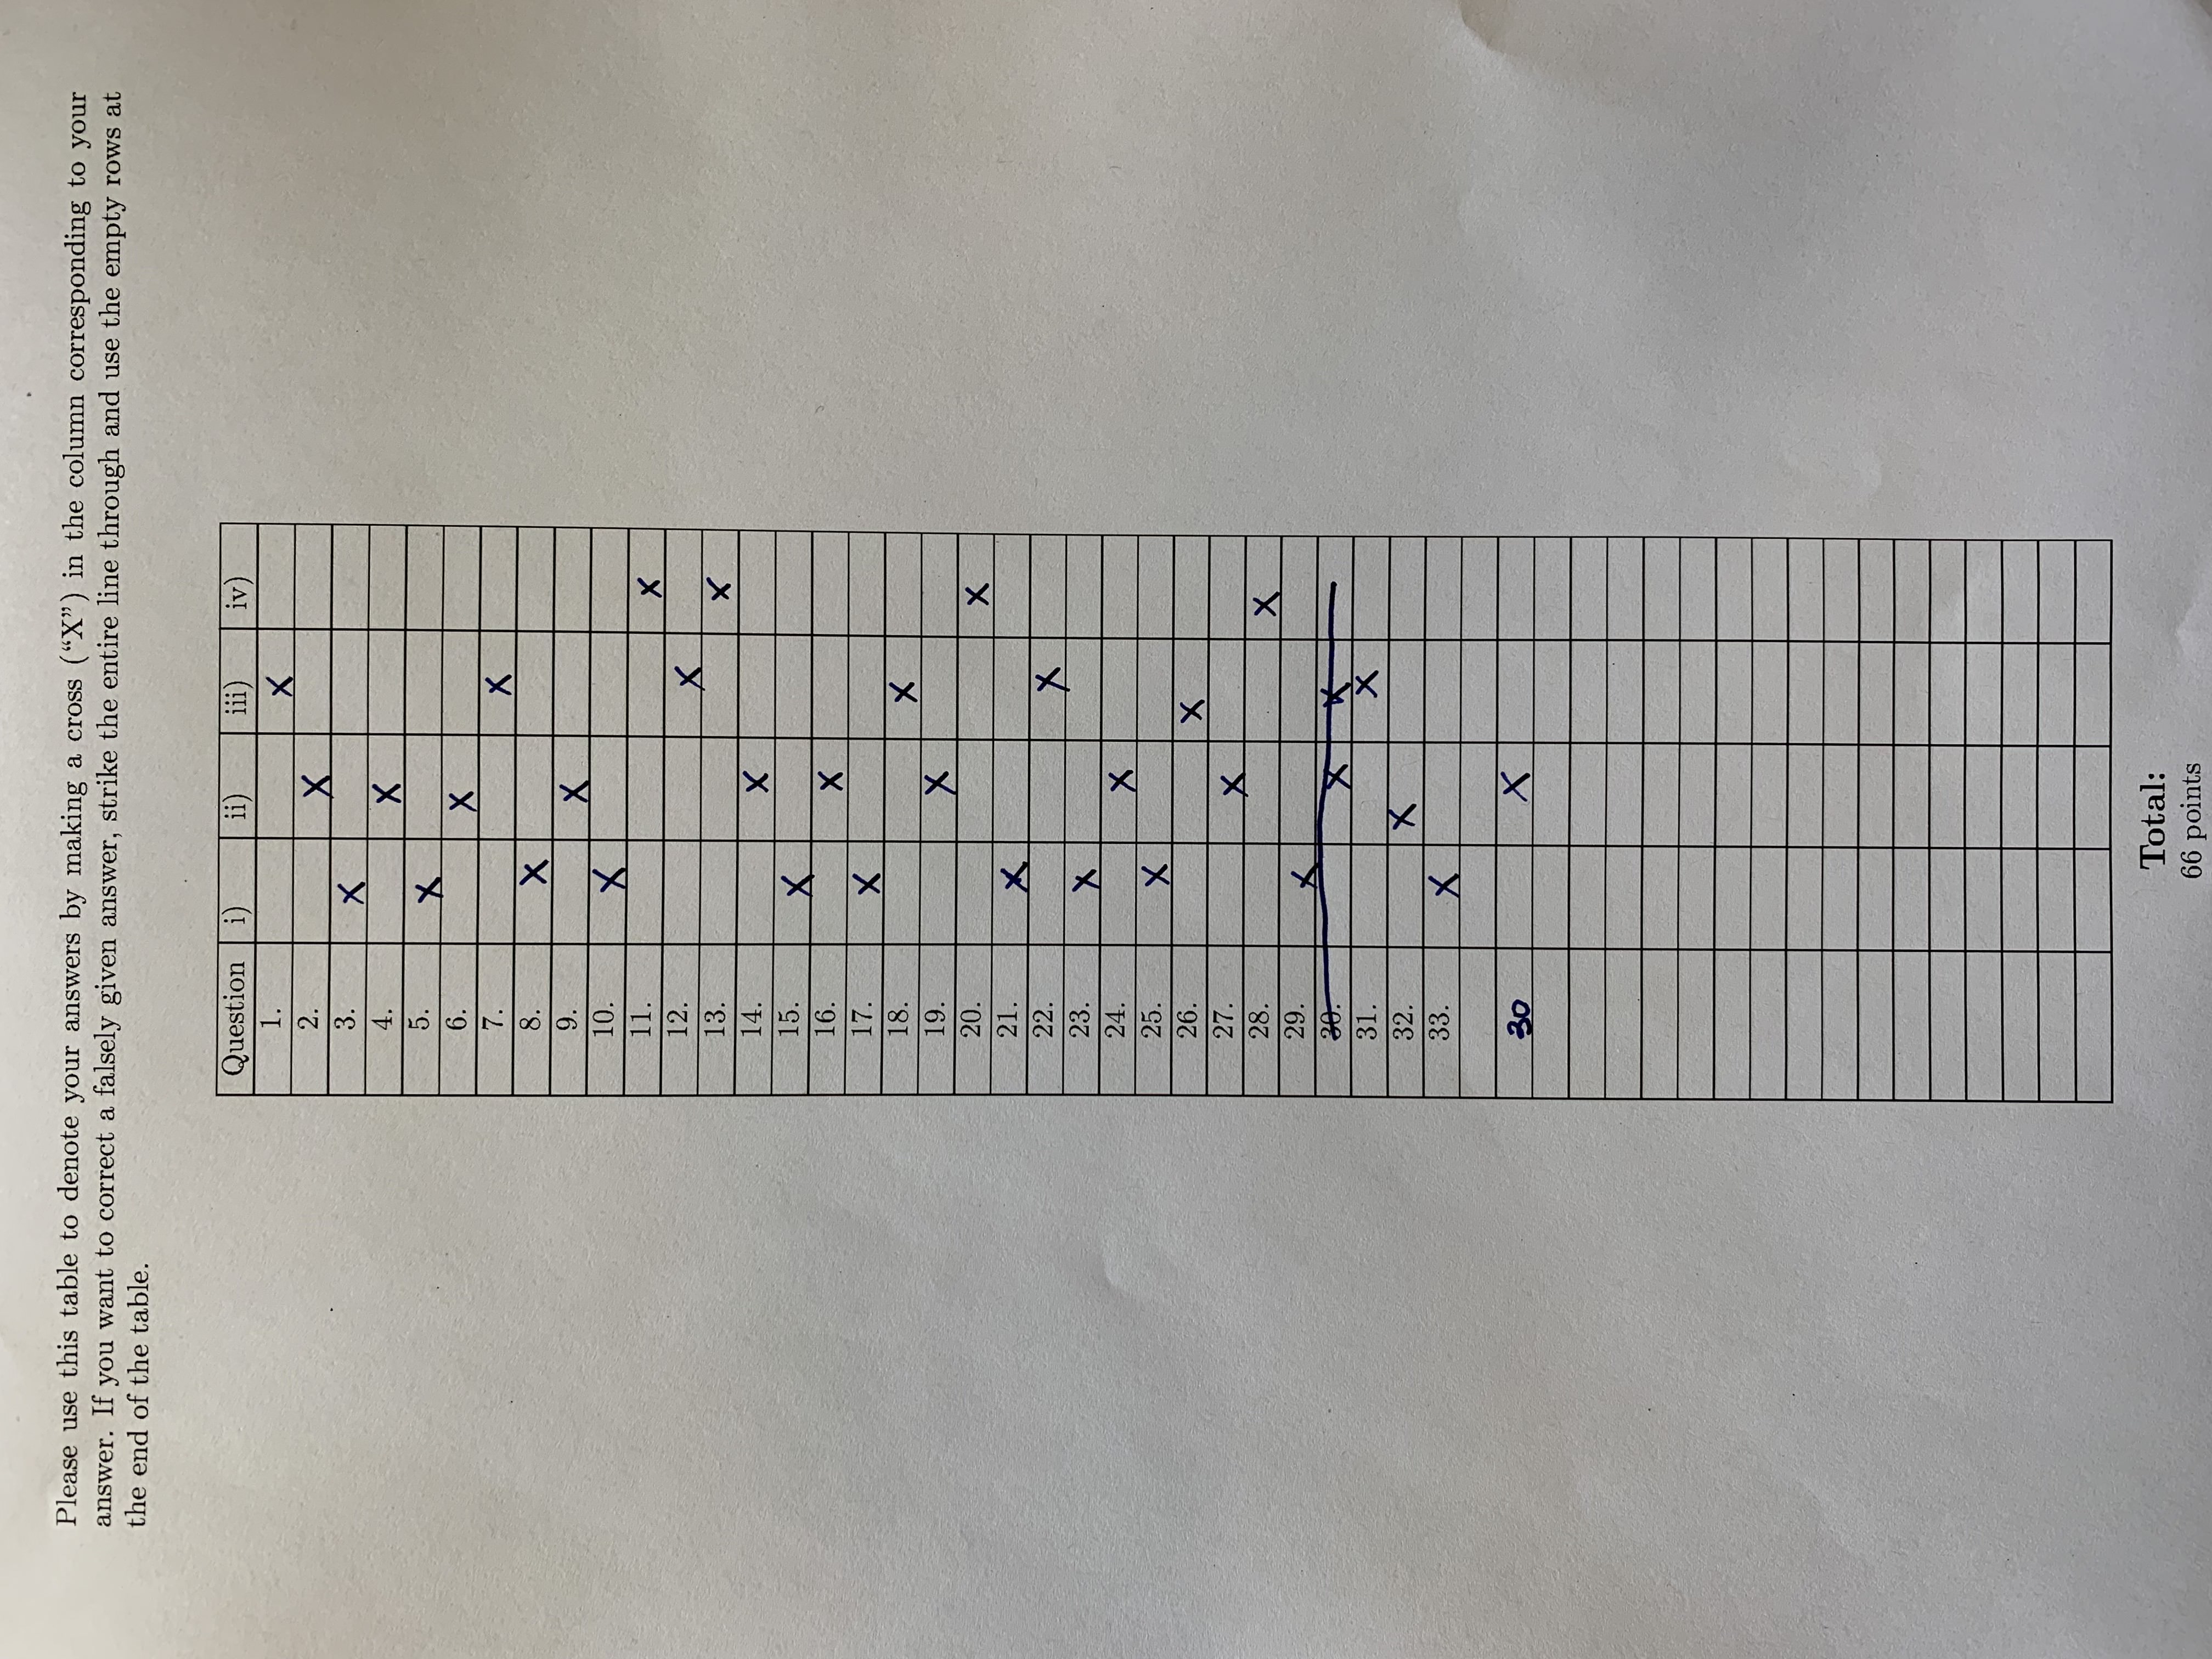 Please use this table to denote your answers by making a cross (“X”) in the column corresponding to your
answer. If you want to correct a falsely given answer, strike the entire line through and use the empty rows at
the end of the table.
Question i) ii) iii) iv)
1. X
2. X
3. X
4. X
5. X
6. X
7. X
8. X
9. X
10. X
11. X
12. X
13. X
14. X
15. X
16. X
17. X
18. X
19. X
20. X
21. X
22. X
23. X
24. X
25. X
26. X
27. X
28. X
29. X
30. X X
31. X
32. X
33. X
30 X
Total:
66 points